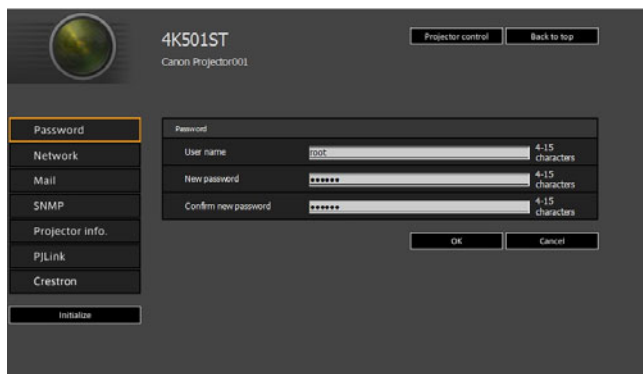 4K501ST
Canon Projector001
Projector control
Back to top
Password
Network
Mail
SNMP
Projector info.
PJLink
Crestron
Initialize
Password
User name
root
4-15
characters
New password
••••••
4-15
characters
Confirm new password
••••••
4-15
characters
OK
Cancel